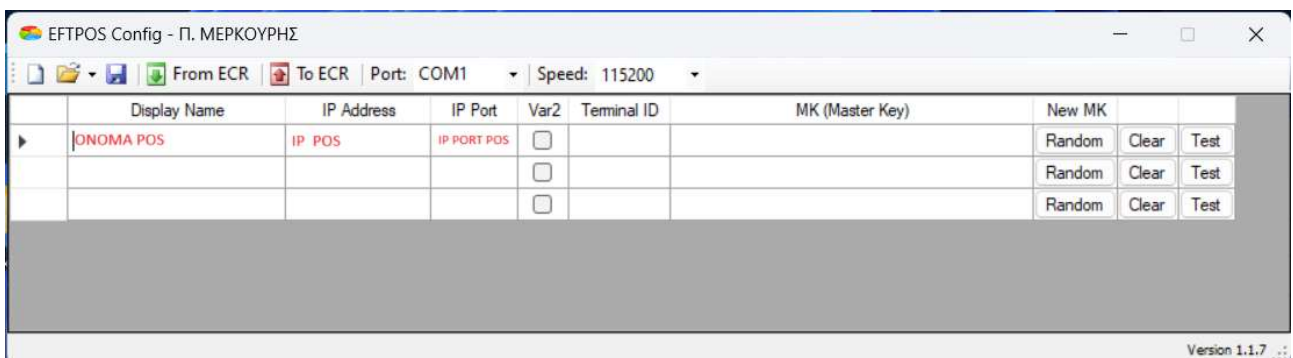 EFTPOS Config - Π. ΜΕΡΚΟΥΡΗΣ
From ECR To ECR Port: COM1 Speed: 115200
Display Name IP Address IP Port Var2 Terminal ID MK (Master Key) New MK
ΟΝΟΜΑ POS IP POS IP PORT POS Random Clear Test
Random Clear Test
Random Clear Test
Version 1.1.7